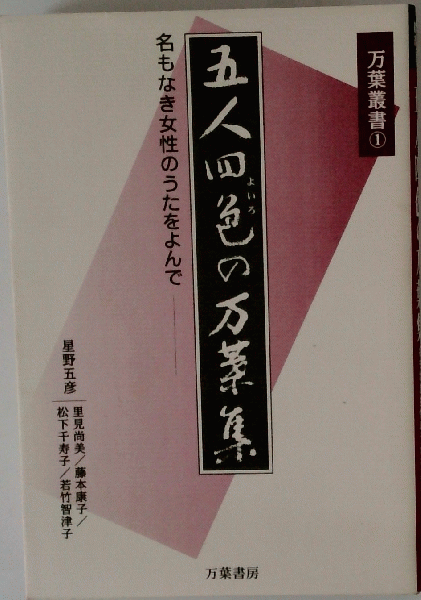 万葉叢書①
五人四色の万葉集
よいろ
名もなき女性のうたをよんで――
星野五彦
里見尚美／藤本康子／
松下千寿子／若竹智津子
万葉書房